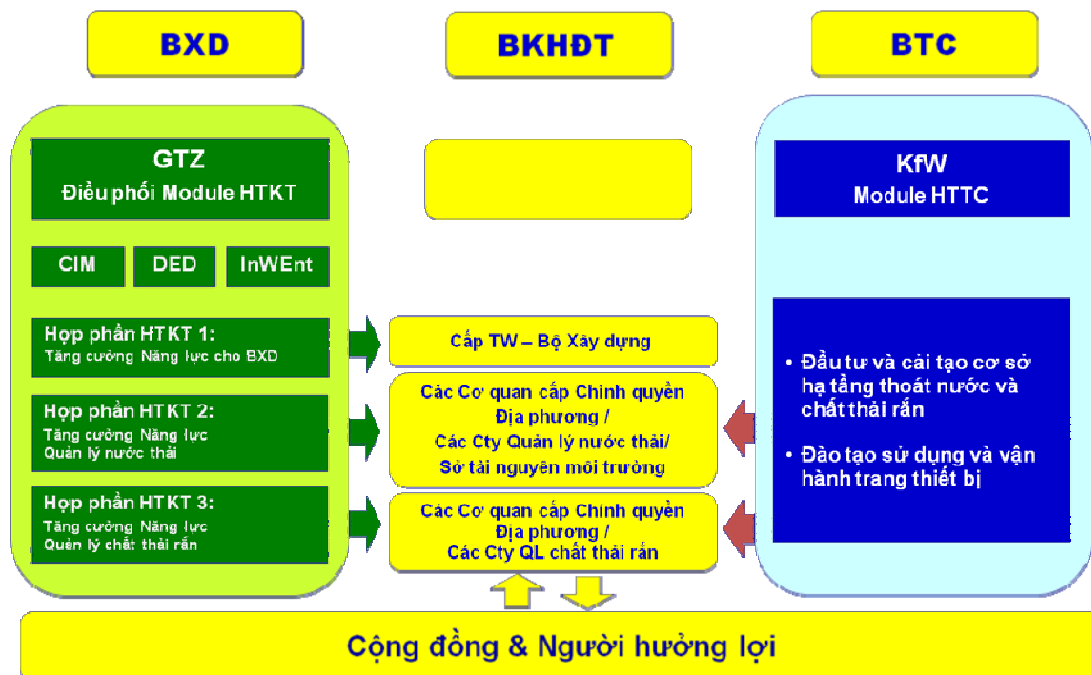 BXD
BKHĐT
BTC
GTZ
Điều phối Module HTKT
CIM
DED
InWEnt
Hợp phần HTKT 1:
Tăng cường Năng lực cho BXD
Hợp phần HTKT 2:
Tăng cường Năng lực
Quản lý nước thải
Hợp phần HTKT 3:
Tăng cường Năng lực
Quản lý chất thải rắn
Cấp TW – Bộ Xây dựng
Các Cơ quan cấp Chính quyền
Địa phương /
Các Cty Quản lý nước thải/
Sở tài nguyên môi trường
Các Cơ quan cấp Chính quyền
Địa phương /
Các Cty QL chất thải rắn
KfW
Module HTTC
• Đầu tư và cải tạo cơ sở
hạ tầng thoát nước và
chất thải rắn
• Đào tạo sử dụng và vận
hành trang thiết bị
Cộng đồng & Người hưởng lợi